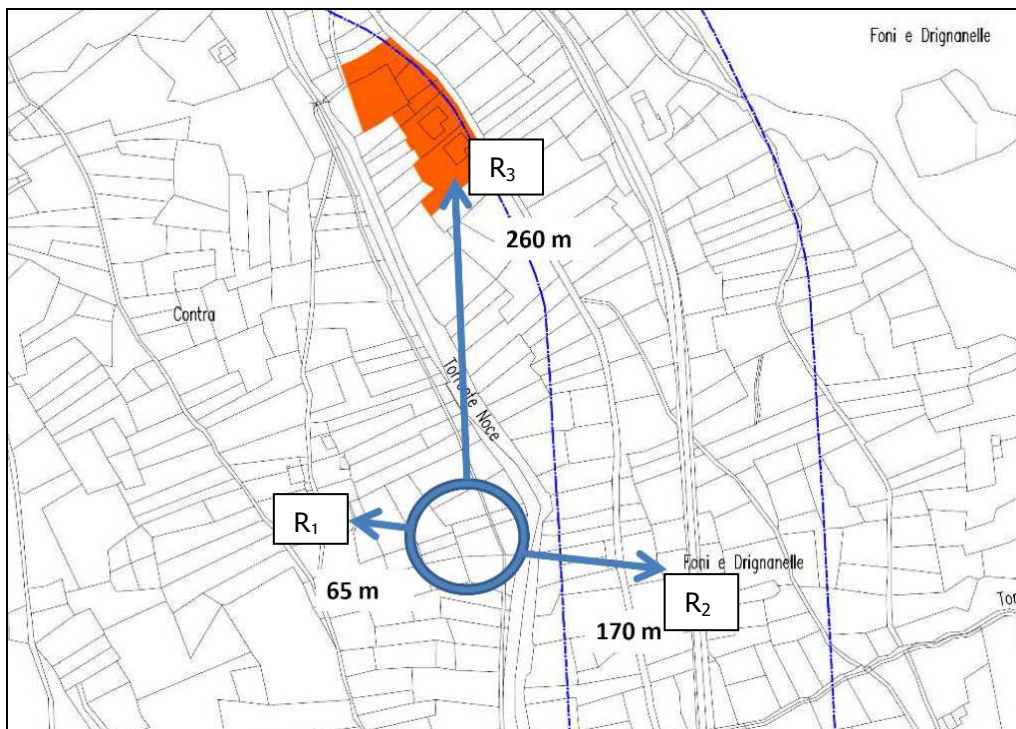 Foni e Drignanelle
R₃
260 m
Contra
Torrente Noce
R₁
Foni e Drignanelle
65 m
R₂
170 m
Tor